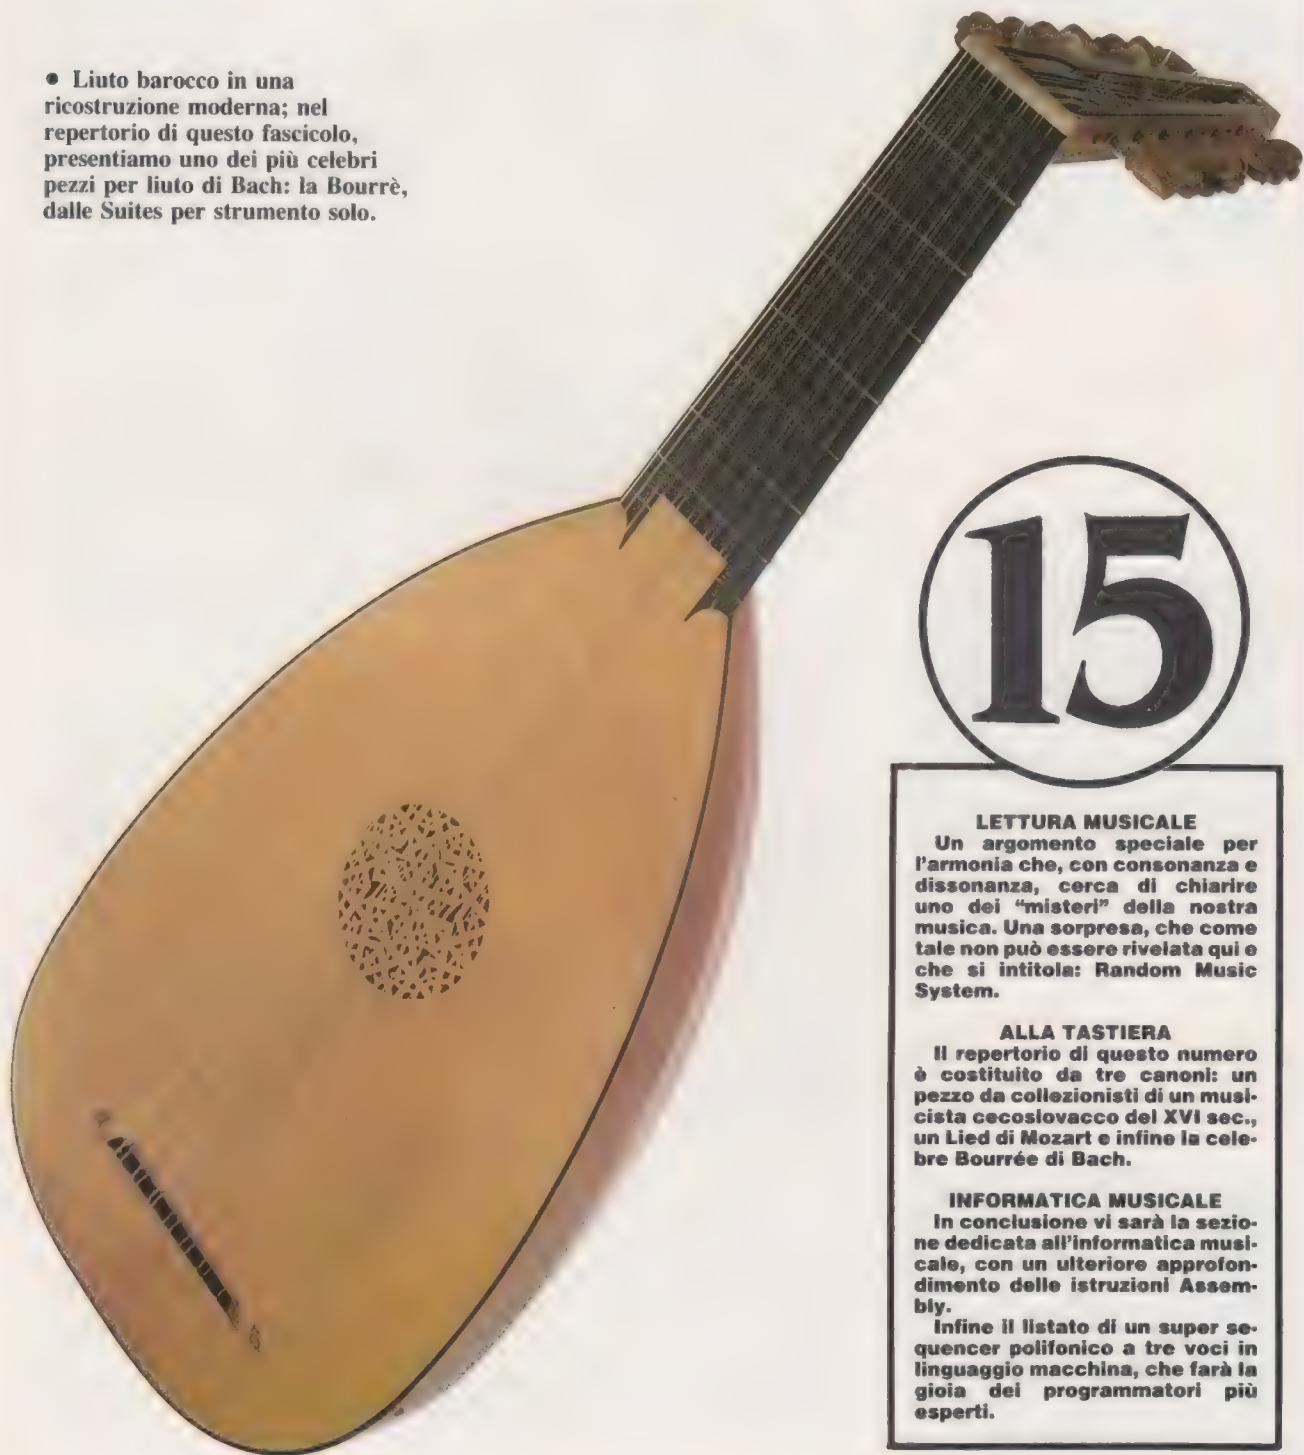 • Liuto barocco in una
ricostruzione moderna; nel
repertorio di questo fascicolo,
presentiamo uno dei più celebri
pezzi per liuto di Bach: la Bourrè,
dalle Suites per strumento solo.
15
LETTURA MUSICALE
Un argomento speciale per
l'armonia che, con consonanza e
dissonanza, cerca di chiarire
uno dei "misteri" della nostra
musica. Una sorpresa, che come
tale non può essere rivelata qui e
che si intitola: Random Music
System.
ALLA TASTIERA
Il repertorio di questo numero
è costituito da tre canoni: un
pezzo da collezionisti di un musi-
cista cecoslovacco del XVI sec.,
un Lied di Mozart e infine la cele-
bre Bourrée di Bach.
INFORMATICA MUSICALE
In conclusione vi sarà la sezio-
ne dedicata all'informatica musi-
cale, con un ulteriore approfon-
dimento delle istruzioni Assem-
bly.
Infine il listato di un super se-
quencer polifonico a tre voci in
linguaggio macchina, che farà la
gioia dei programmatori più
esperti.